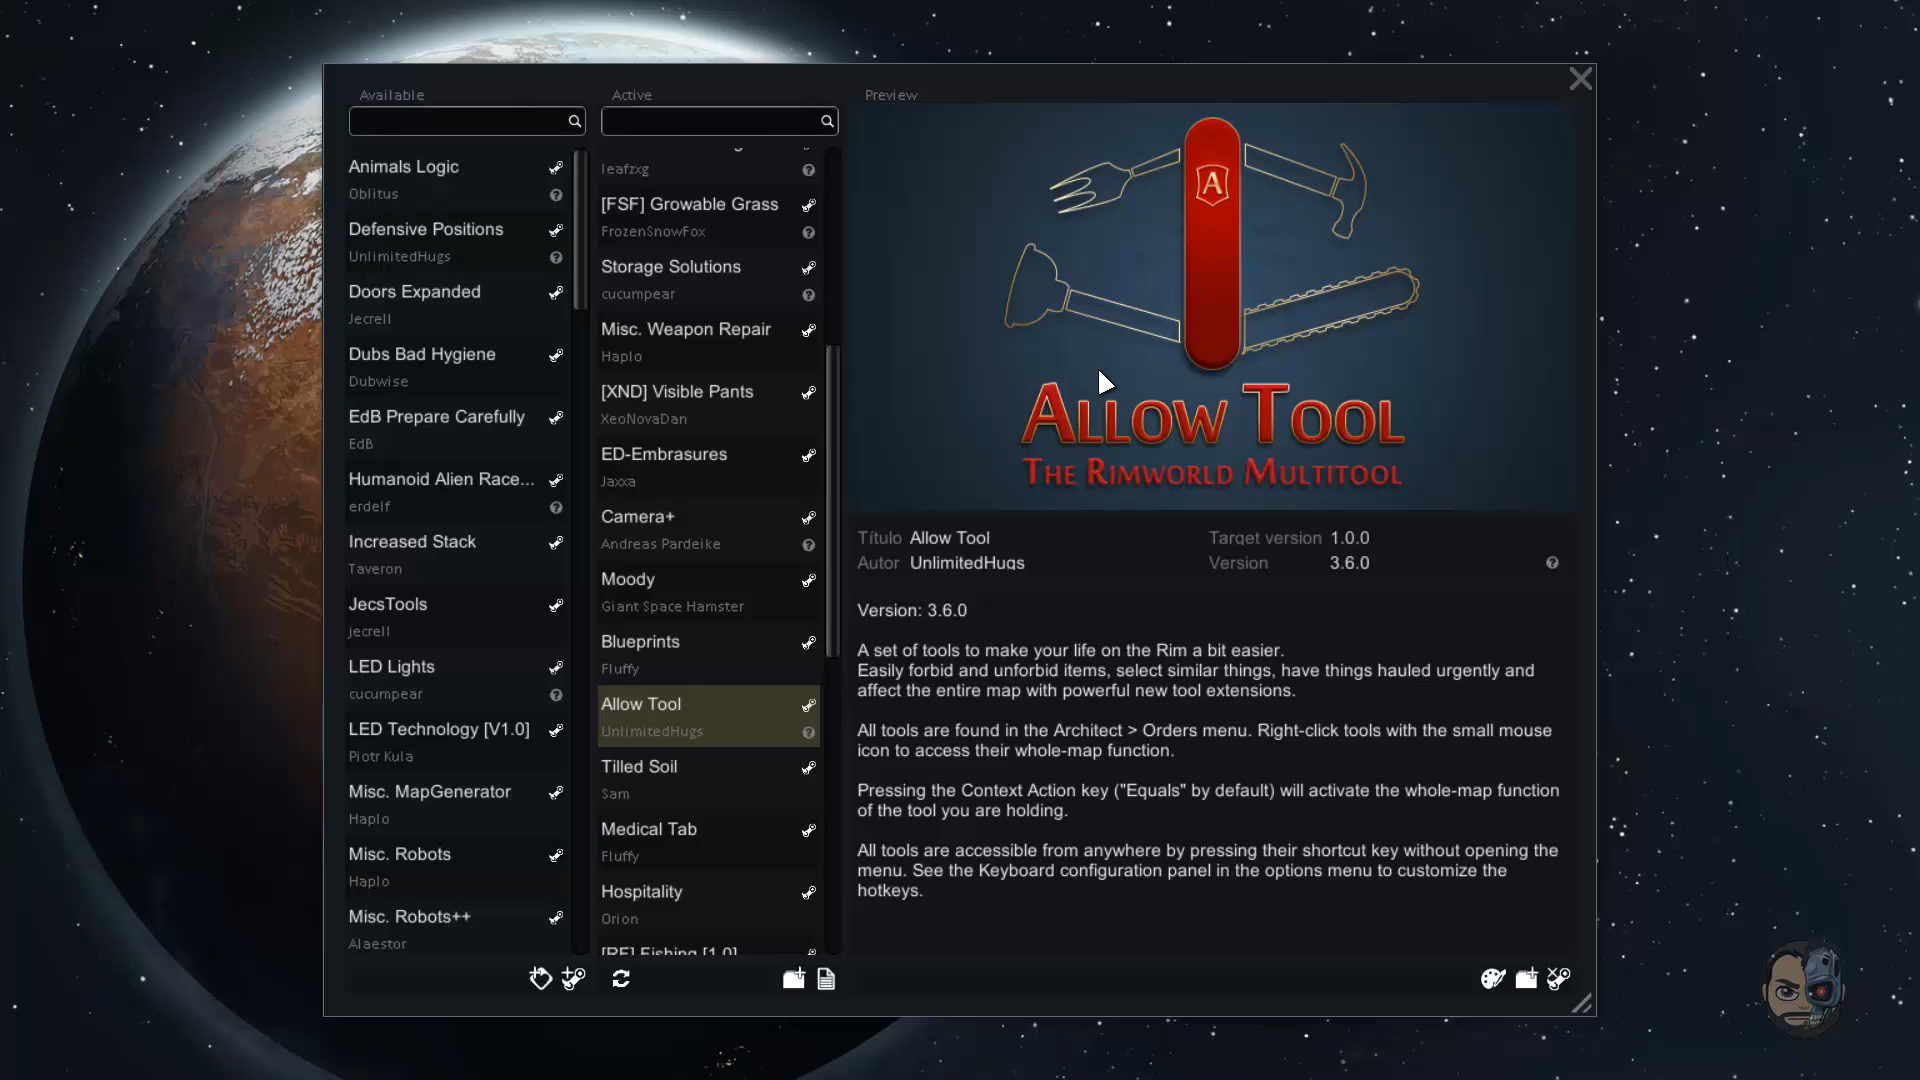 Available
Animals Logic
Oblitus
Defensive Positions
UnlimitedHugs
Doors Expanded
Jecrell
Dubs Bad Hygiene
Dubwise
EdB Prepare Carefully
EdB
Humanoid Alien Race...
erdelf
Increased Stack
Taveron
JecsTools
jecrell
LED Lights
cucumpear
LED Technology [V1.0]
Piotr Kula
Misc. MapGenerator
Haplo
Misc. Robots
Haplo
Misc. Robots++
Alaestor
Active
leafzxg
[FSF] Growable Grass
FrozenSnowFox
Storage Solutions
cucumpear
Misc. Weapon Repair
Haplo
[XND] Visible Pants
XeoNovaDan
ED-Embrasures
Jaxxa
Camera+
Andreas Pardeike
Moody
Giant Space Hamster
Blueprints
Fluffy
Allow Tool
UnlimitedHugs
Tilled Soil
Sam
Medical Tab
Fluffy
Hospitality
Orion
[RF] Fishing [1.0]
Preview
A
Allow Tool
The Rimworld Multitool
Título Allow Tool
Target version 1.0.0
Autor UnlimitedHugs
Version 3.6.0
Version: 3.6.0
A set of tools to make your life on the Rim a bit easier.
Easily forbid and unforbid items, select similar things, have things hauled urgently and
affect the entire map with powerful new tool extensions.
All tools are found in the Architect > Orders menu. Right-click tools with the small mouse
icon to access their whole-map function.
Pressing the Context Action key ("Equals" by default) will activate the whole-map function
of the tool you are holding.
All tools are accessible from anywhere by pressing their shortcut key without opening the
menu. See the Keyboard configuration panel in the options menu to customize the
hotkeys.